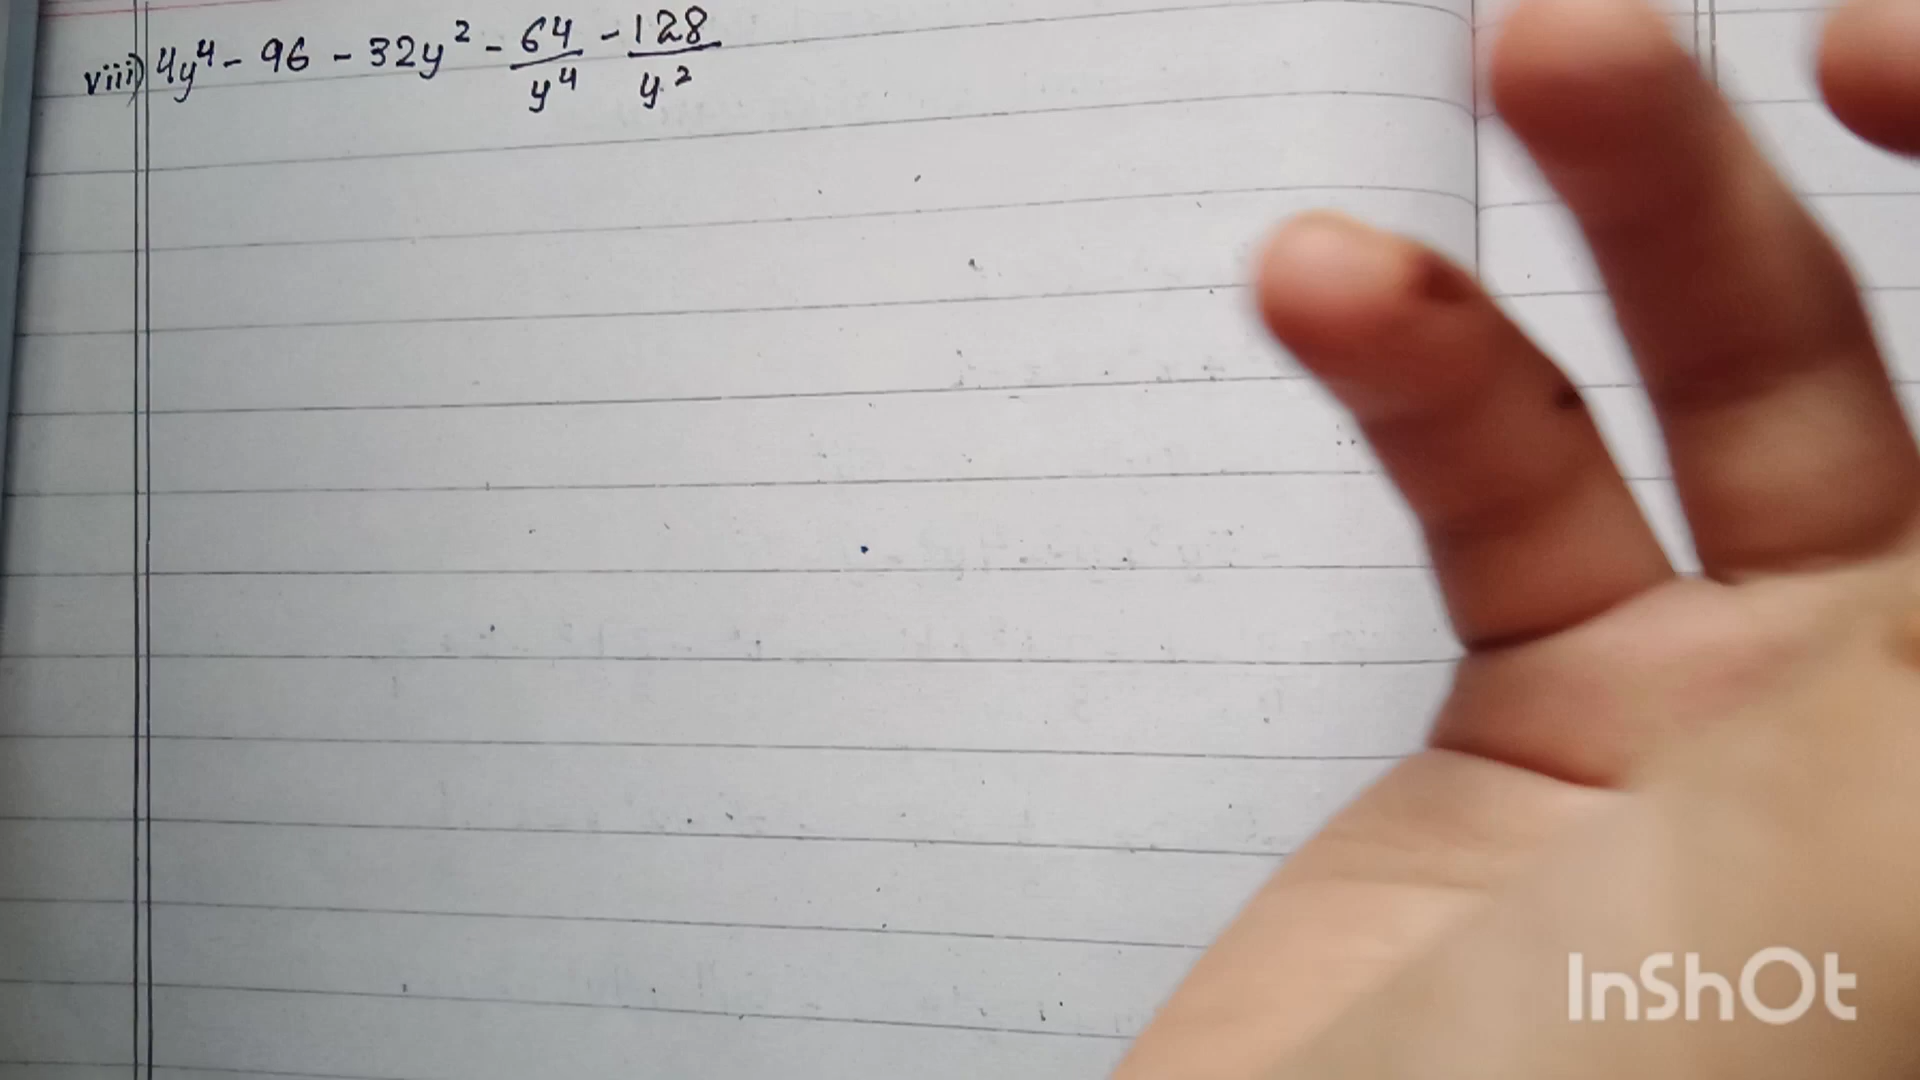 viii) 4y⁴ - 96 - 32y² - 64/y⁴ - 128/y²
InShOt